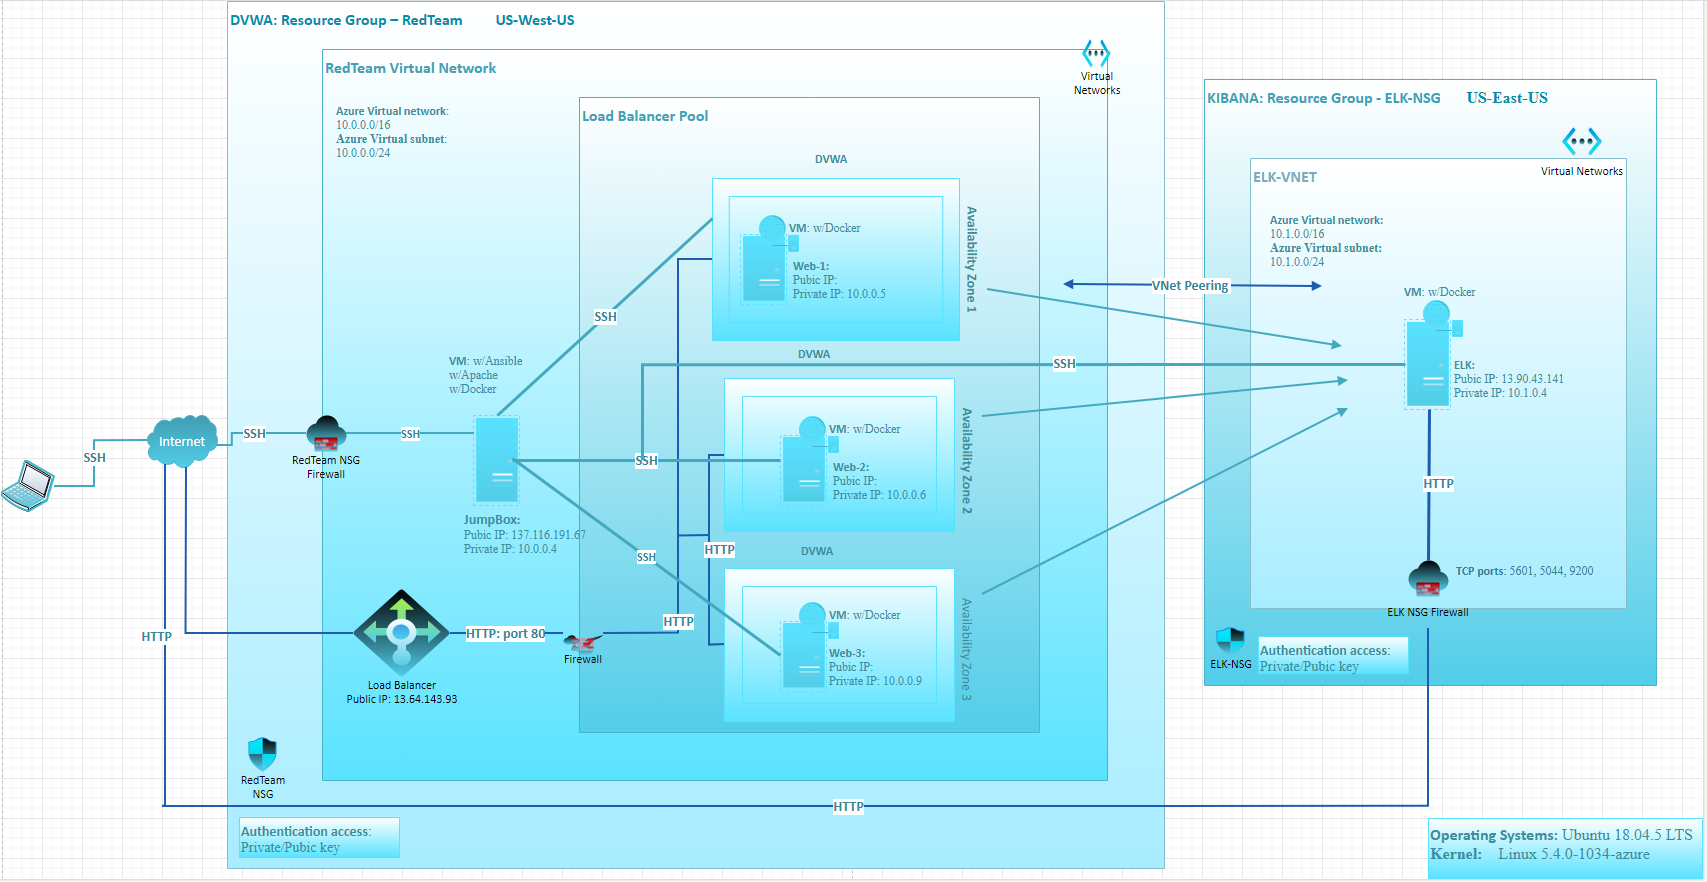 DVWA: Resource Group – RedTeam US-West-US
RedTeam Virtual Network
Virtual
Networks
Azure Virtual network:
10.0.0.0/16
Azure Virtual subnet:
10.0.0.0/24
Load Balancer Pool
DVWA
VM: w/Docker
Web-1:
Pubic IP:
Private IP: 10.0.0.5
Availability Zone 1
SSH
DVWA
VM: w/Docker
Web-2:
Pubic IP:
Private IP: 10.0.0.6
Availability Zone 2
SSH
SSH
DVWA
VM: w/Docker
Web-3:
Pubic IP:
Private IP: 10.0.0.9
Availability Zone 3
SSH
HTTP
HTTP
VM: w/Ansible
w/Apache
w/Docker
JumpBox:
Pubic IP: 137.116.191.67
Private IP: 10.0.0.4
Internet
SSH
SSH
SSH
RedTeam NSG
Firewall
HTTP
HTTP: port 80
Firewall
Load Balancer
Public IP: 13.64.143.93
RedTeam
NSG
Authentication access:
Private/Pubic key
HTTP
VNet Peering
KIBANA: Resource Group - ELK-NSG US-East-US
Virtual Networks
ELK-VNET
Azure Virtual network:
10.1.0.0/16
Azure Virtual subnet:
10.1.0.0/24
VM: w/Docker
ELK:
Pubic IP: 13.90.43.141
Private IP: 10.1.0.4
HTTP
TCP ports: 5601, 5044, 9200
ELK NSG Firewall
ELK-NSG
Authentication access:
Private/Pubic key
Operating Systems: Ubuntu 18.04.5 LTS
Kernel: Linux 5.4.0-1034-azure